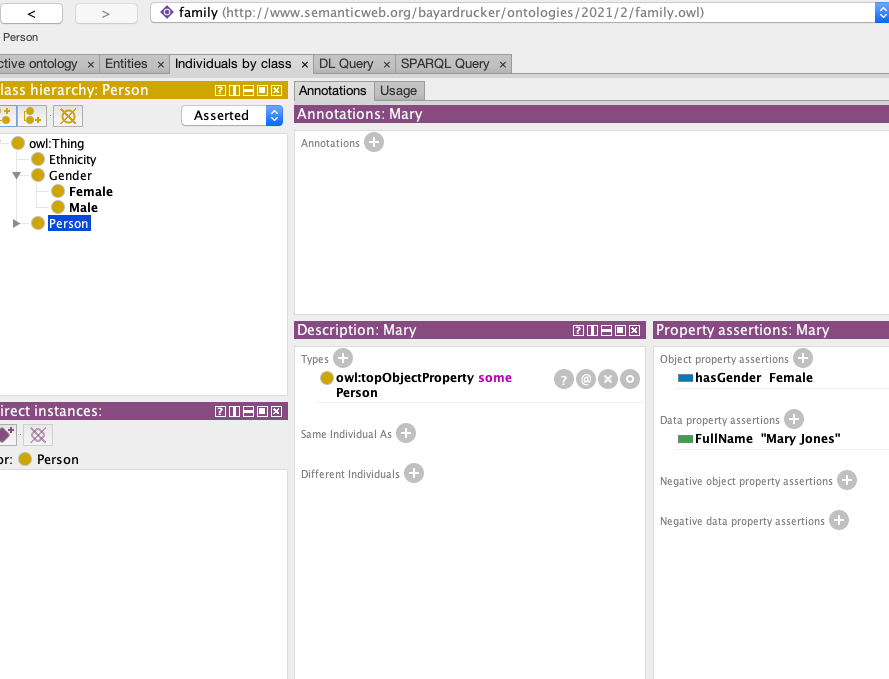 < > family (http://www.semanticweb.org/bayardrucker/ontologies/2021/2/family.owl)
Person
ctive ontology × Entities × Individuals by class × DL Query × SPARQL Query ×
lass hierarchy: Person
Asserted
owl:Thing
Ethnicity
Gender
Female
Male
Person
irect instances:
or: Person
Annotations Usage
Annotations: Mary
Annotations
Description: Mary
Types
owl:topObjectProperty some
Person
Same Individual As
Different Individuals
Property assertions: Mary
Object property assertions
hasGender Female
Data property assertions
FullName "Mary Jones"
Negative object property assertions
Negative data property assertions